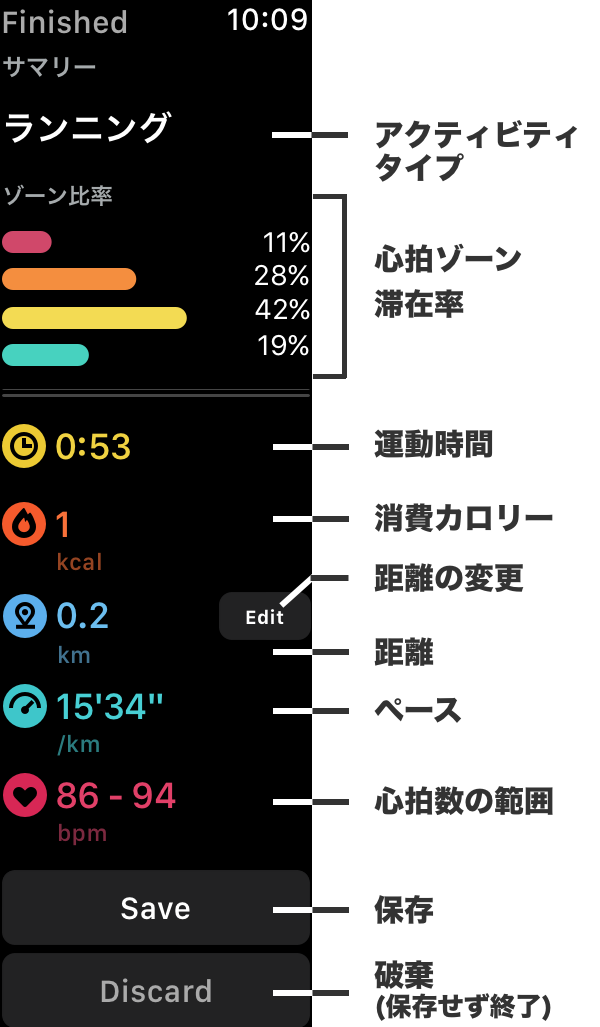 Finished 10:09
サマリー
ランニング
アクティビティ
タイプ
ゾーン比率
11%
28%
42%
19%
心拍ゾーン
滞在率
0:53
運動時間
1
kcal
消費カロリー
距離の変更
0.2
km
Edit
距離
15'34"
/km
ペース
86 - 94
bpm
心拍数の範囲
Save
保存
Discard
破棄
(保存せず終了)